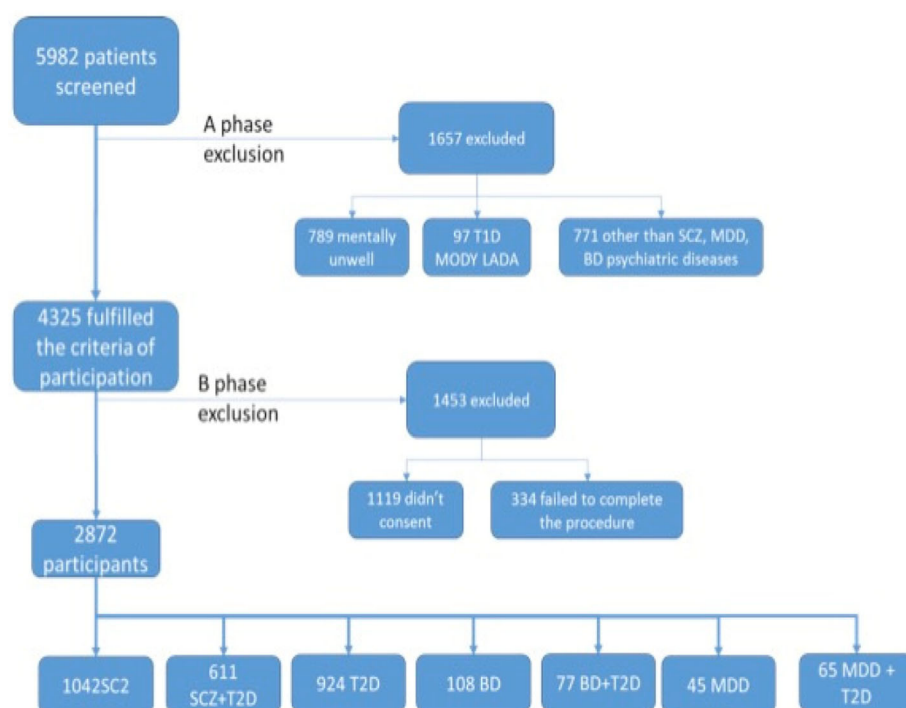 5982 patients
screened
A phase
exclusion
1657 excluded
789 mentally
unwell
97 T1D
MODY LADA
771 other than SCZ, MDD,
BD psychiatric diseases
4325 fulfilled
the criteria of
participation
B phase
exclusion
1453 excluded
1119 didn't
consent
334 failed to complete
the procedure
2872
participants
1042SC2
611
SCZ+T2D
924 T2D
108 BD
77 BD+T2D
45 MDD
65 MDD +
T2D